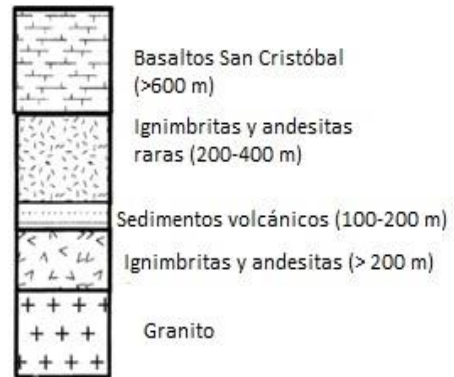 Basaltos San Cristóbal
(>600 m)
Ignimbritas y andesitas
raras (200-400 m)
Sedimentos volcánicos (100-200 m)
Ignimbritas y andesitas (> 200 m)
Granito